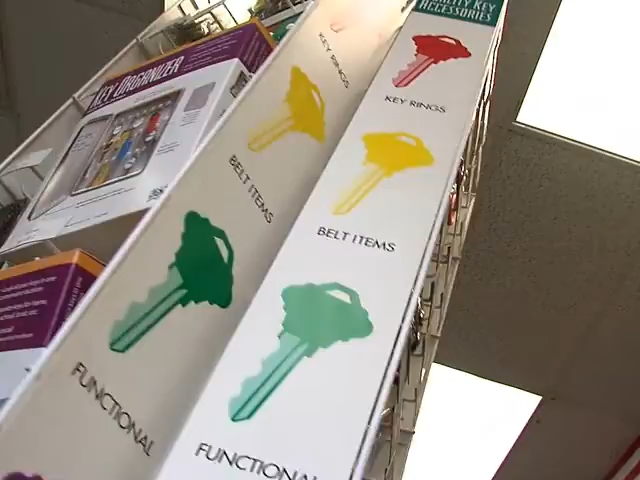 KEY
ACCESSORIES
KEY RINGS
BELT ITEMS
FUNCTIONAL
KEY RINGS
BELT ITEMS
FUNCTIONAL
KEY ORGANIZER